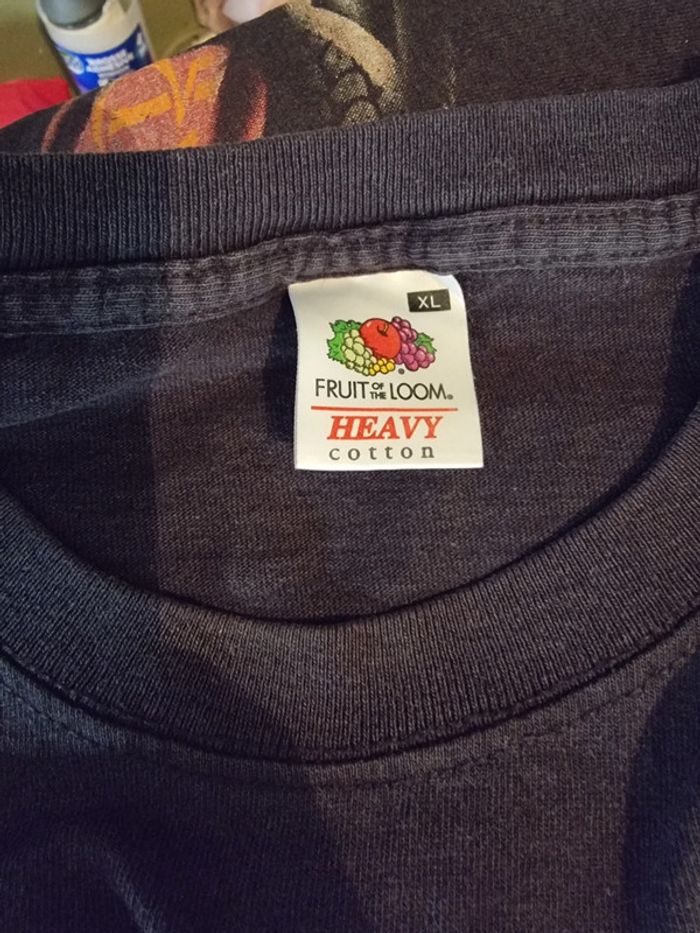 XL
FRUIT OF THE LOOM®
HEAVY
cotton